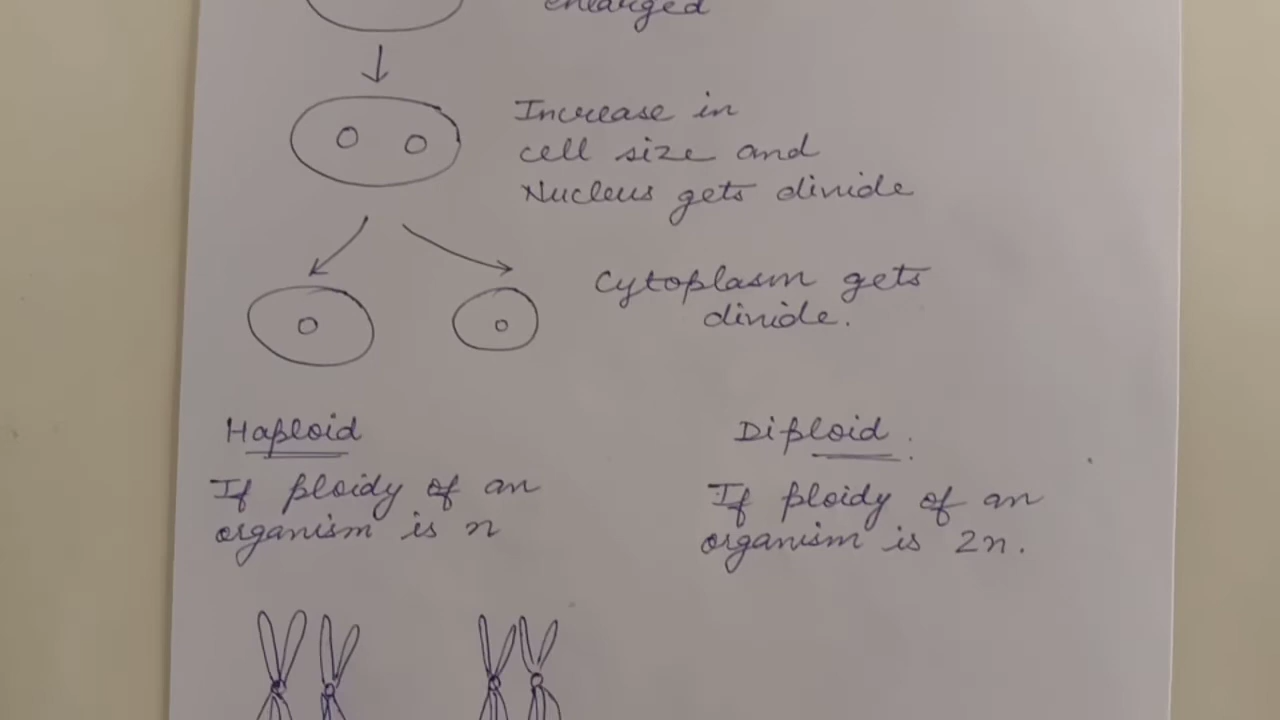 enlarged
Increase in
cell size and
Nucleus gets divide
Cytoplasm gets
divide.
Haploid
If ploidy of an
organism is n
Diploid.
If ploidy of an
organism is 2n.